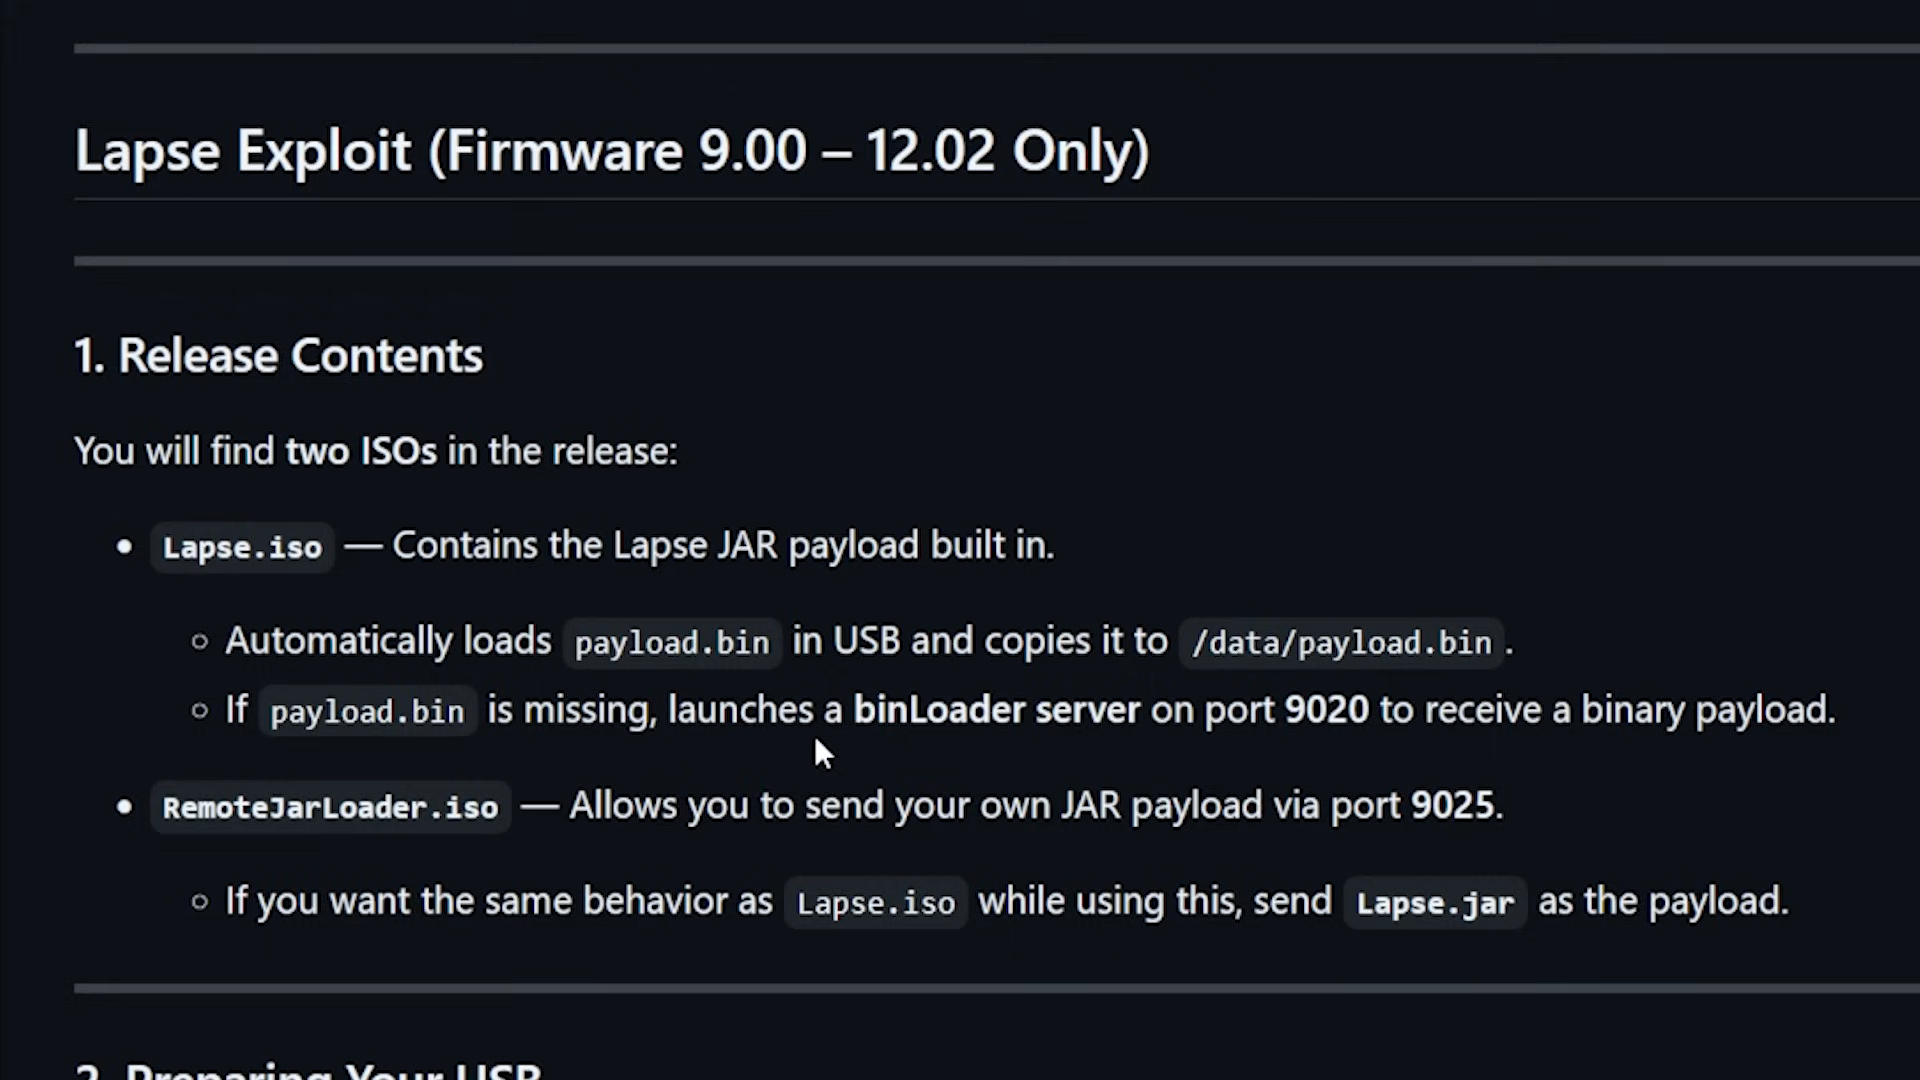 Lapse Exploit (Firmware 9.00 – 12.02 Only)
1. Release Contents
You will find two ISOs in the release:
Lapse.iso — Contains the Lapse JAR payload built in.
Automatically loads payload.bin in USB and copies it to /data/payload.bin.
If payload.bin is missing, launches a binLoader server on port 9020 to receive a binary payload.
RemoteJarLoader.iso — Allows you to send your own JAR payload via port 9025.
If you want the same behavior as Lapse.iso while using this, send Lapse.jar as the payload.
2. Preparing Your USB